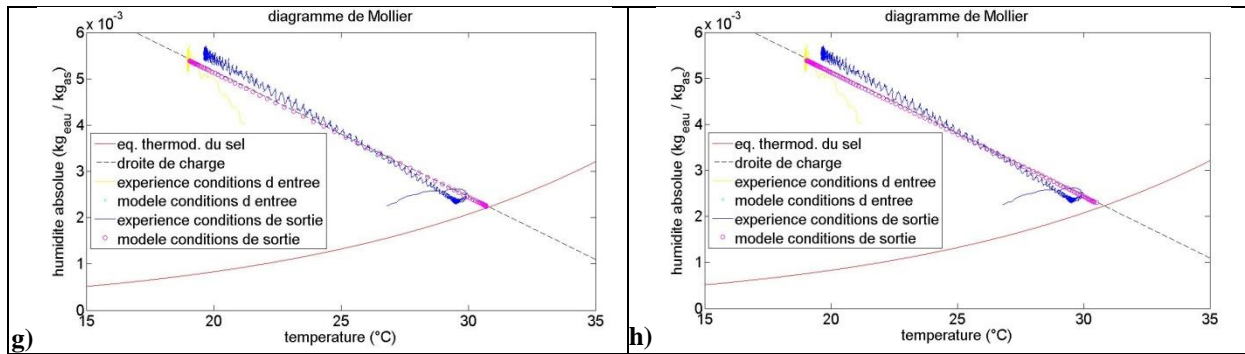 diagramme de Mollier
6 x 10⁻³
5
4
3
2
1
0
humidite absolue (kg_eau / kg_as)
eq. thermod. du sel
droite de charge
experience conditions d entree
modele conditions d entree
experience conditions de sortie
modele conditions de sortie
15 20 25 30 35
temperature (°C)
g)
diagramme de Mollier
6 x 10⁻³
5
4
3
2
1
0
humidite absolue (kg_eau / kg_as)
eq. thermod. du sel
droite de charge
experience conditions d entree
modele conditions d entree
experience conditions de sortie
modele conditions de sortie
15 20 25 30 35
temperature (°C)
h)